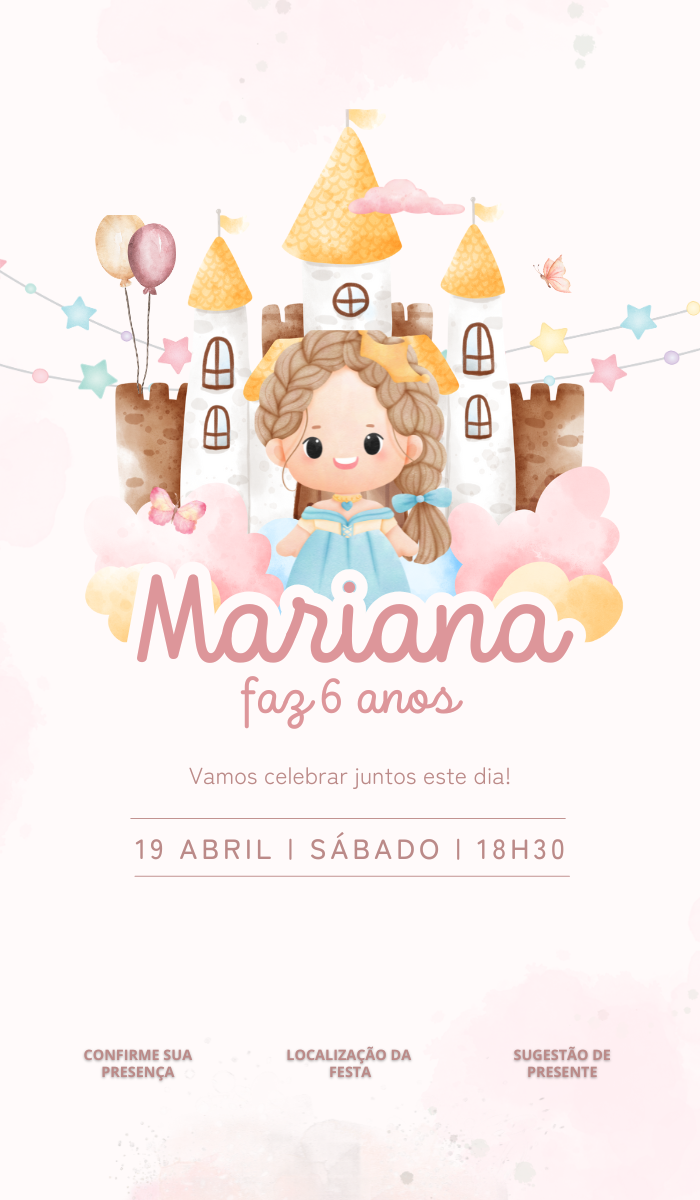 Mariana
faz 6 anos
Vamos celebrar juntos este dia!
19 ABRIL | SÁBADO | 18H30
CONFIRME SUA
PRESENÇA
LOCALIZAÇÃO DA
FESTA
SUGESTÃO DE
PRESENTE